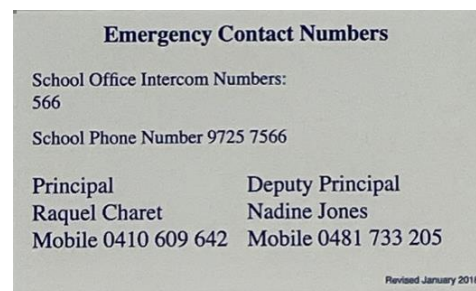 Emergency Contact Numbers
School Office Intercom Numbers:
566
School Phone Number 9725 7566
Principal
Raquel Charet
Mobile 0410 609 642
Deputy Principal
Nadine Jones
Mobile 0481 733 205
Revised January